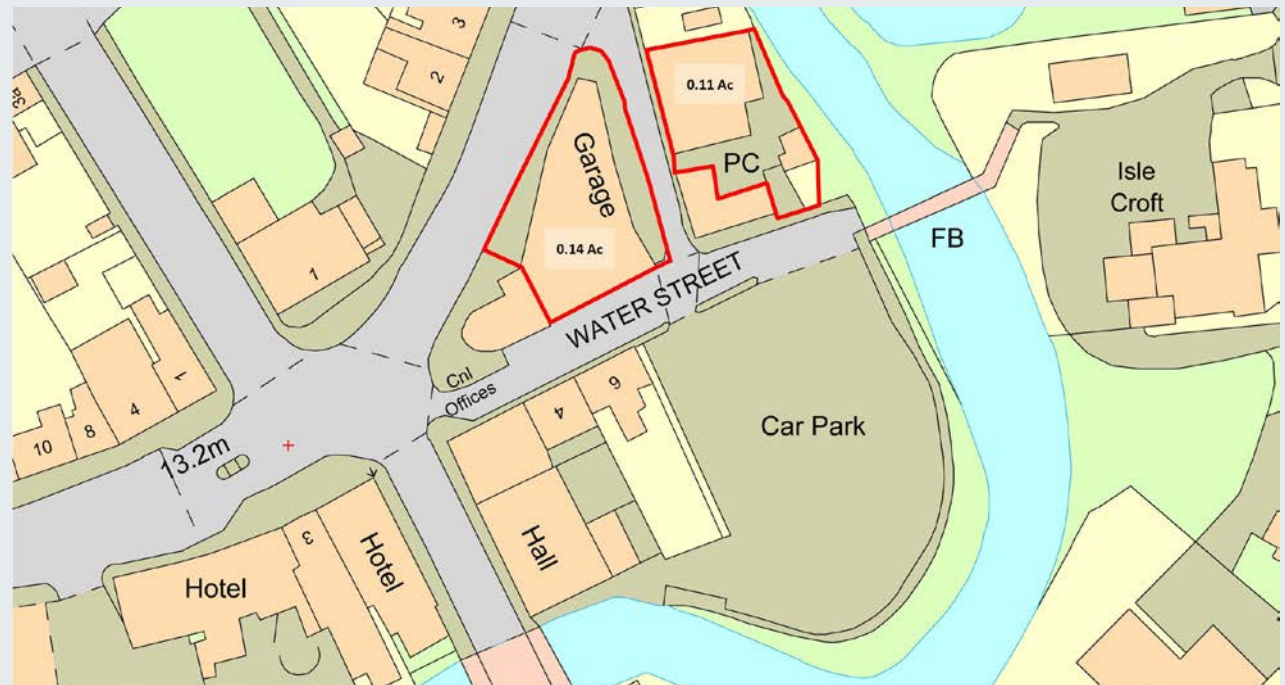 3
2
3a
0.11 Ac
Garage
PC
Isle
Croft
0.14 Ac
FB
1
WATER STREET
Cnl
Offices
1
4
8
10
6
4
Car Park
13.2m
3
Hall
Hotel
Hotel